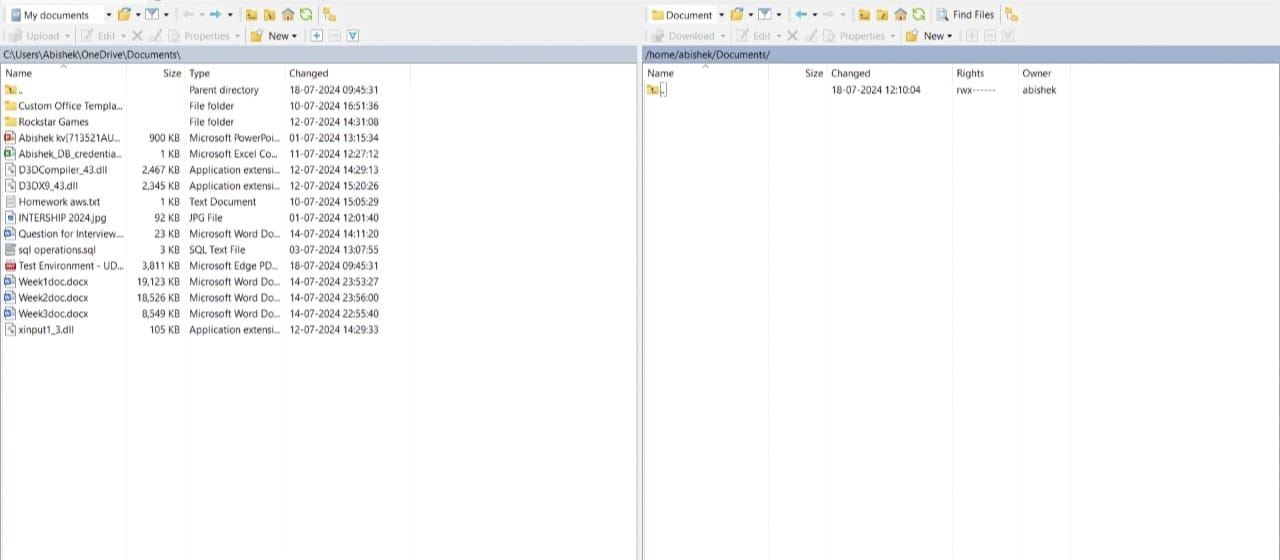 My documents
Upload Edit Properties New
C:\Users\Abishek\OneDrive\Documents\
Name Size Type Changed
.. Parent directory 18-07-2024 09:45:31
Custom Office Templa... File folder 10-07-2024 16:51:36
Rockstar Games File folder 12-07-2024 14:31:08
Abishek kv[713521AU... 900 KB Microsoft PowerPoi... 01-07-2024 13:15:34
Abishek_DB_credentia... 1 KB Microsoft Excel Co... 11-07-2024 12:27:12
D3DCompiler_43.dll 2,467 KB Application extensi... 12-07-2024 14:29:13
D3DX9_43.dll 2,345 KB Application extensi... 12-07-2024 15:20:26
Homework aws.txt 1 KB Text Document 10-07-2024 15:05:29
INTERSHIP 2024.jpg 92 KB JPG File 01-07-2024 12:01:40
Question for Interview... 23 KB Microsoft Word Do... 14-07-2024 14:11:20
sql operations.sql 3 KB SQL Text File 03-07-2024 13:07:55
Test Environment - UD... 3,811 KB Microsoft Edge PD... 18-07-2024 09:45:31
Week1doc.docx 19,123 KB Microsoft Word Do... 14-07-2024 23:53:27
Week2doc.docx 18,526 KB Microsoft Word Do... 14-07-2024 23:56:00
Week3doc.docx 8,549 KB Microsoft Word Do... 14-07-2024 22:55:40
xinput1_3.dll 105 KB Application extensi... 12-07-2024 14:29:33
Document Find Files
Download Edit Properties New
/home/abishek/Documents/
Name Size Changed Rights Owner
.. 18-07-2024 12:10:04 rwx------ abishek